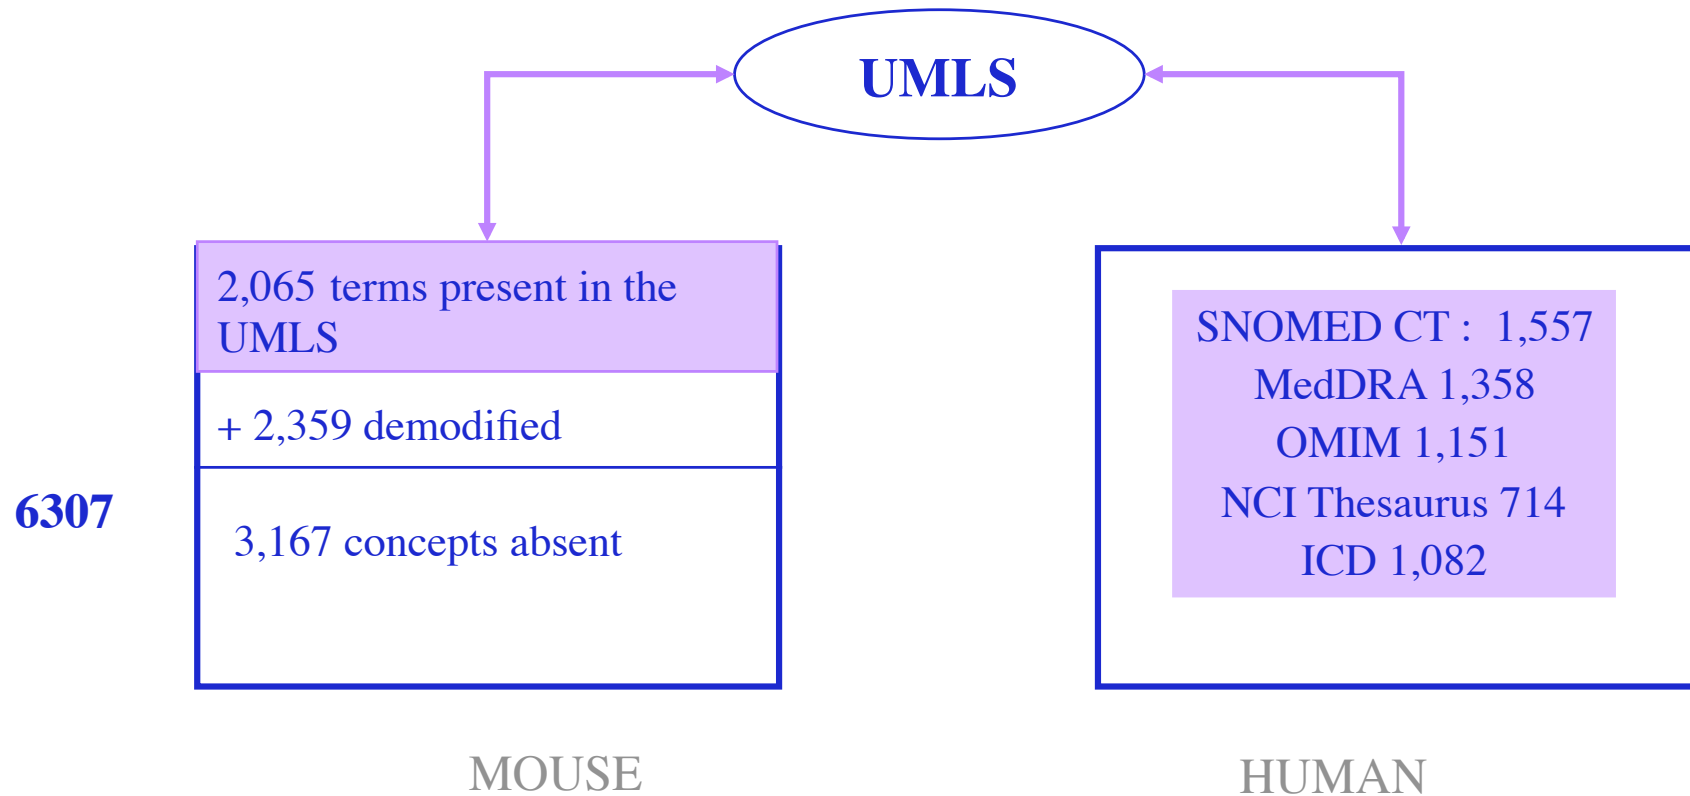 UMLS
2,065 terms present in the
UMLS
+ 2,359 demodified
6307
3,167 concepts absent
SNOMED CT :  1,557
MedDRA 1,358
OMIM 1,151
NCI Thesaurus 714
ICD 1,082
MOUSE
HUMAN